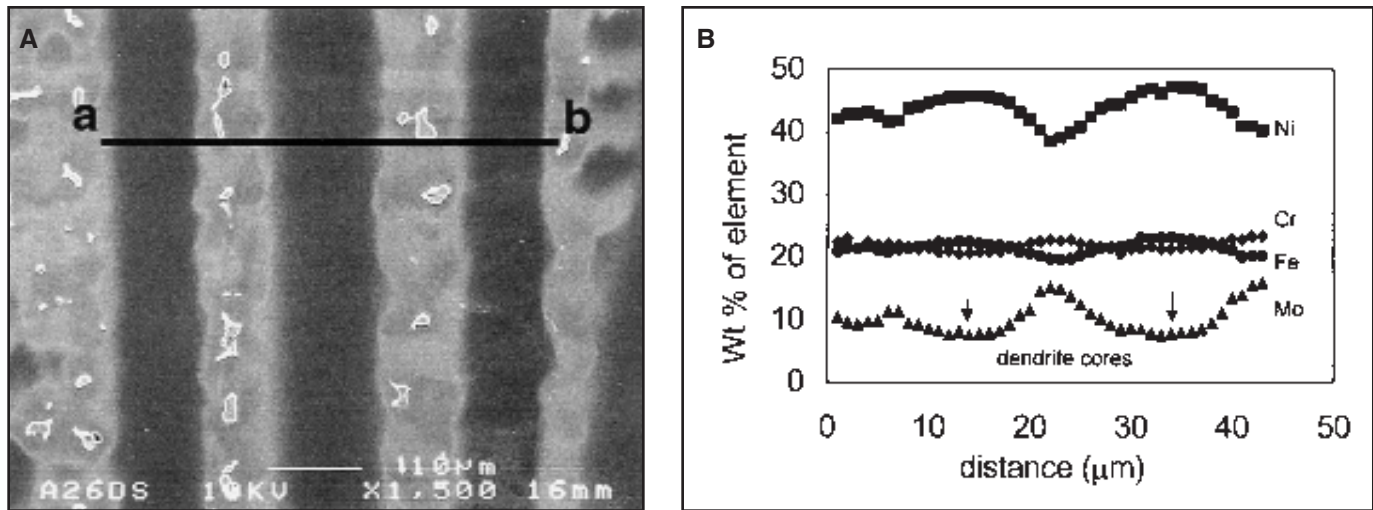 A
a
b
10µm
A26DS 10KV X1,500 16mm
B
Wt % of element
50
40
30
20
10
0
Ni
Cr
Fe
Mo
dendrite cores
0 10 20 30 40 50
distance (µm)